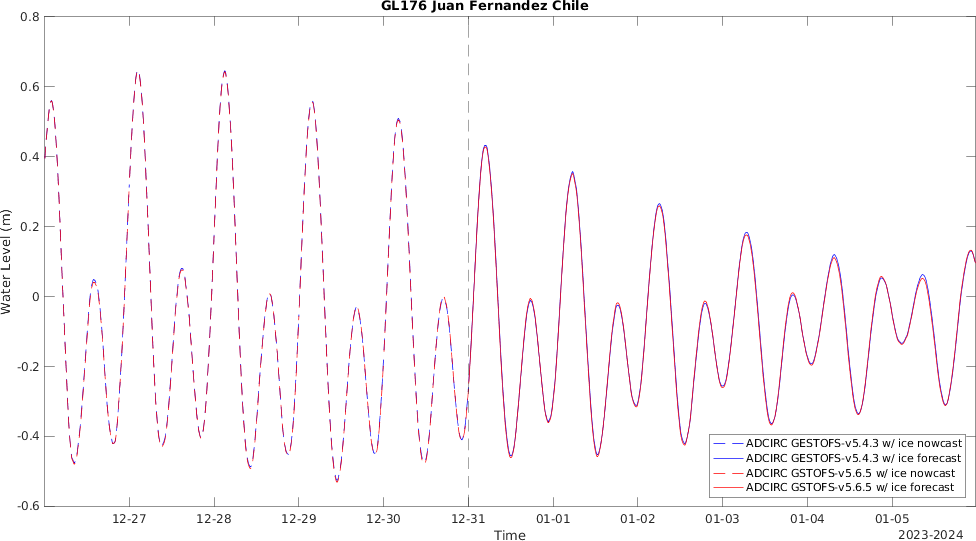 GL176 Juan Fernandez Chile
0.8
0.6
0.4
0.2
0
-0.2
-0.4
-0.6
Water Level (m)
12-27
12-28
12-29
12-30
12-31
01-01
01-02
01-03
01-04
01-05
Time
2023-2024
ADCIRC GESTOFS-v5.4.3 w/ ice nowcast
ADCIRC GESTOFS-v5.4.3 w/ ice forecast
ADCIRC GSTOFS-v5.6.5 w/ ice nowcast
ADCIRC GSTOFS-v5.6.5 w/ ice forecast